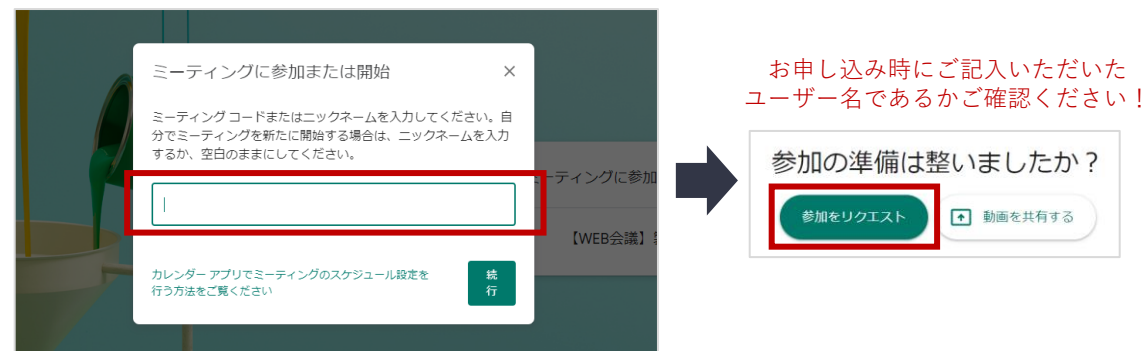 ミーティングに参加または開始
ミーティング コードまたはニックネームを入力してください。自
分でミーティングを新たに開始する場合は、ニックネームを入力
するか、空白のままにしてください。
カレンダー アプリでミーティングのスケジュール設定を
行う方法をご覧ください
続
行
ーティングに参加
【WEB会議】
お申し込み時にご記入いただいた
ユーザー名であるかご確認ください！
参加の準備は整いましたか？
参加をリクエスト
動画を共有する